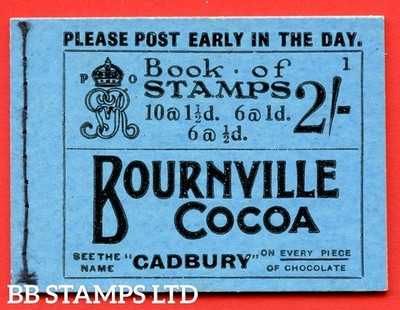 PLEASE POST EARLY IN THE DAY.
P O Book of 1
STAMPS
10@1½d. 6@1d. 2/-
6@½d.
BOURNVILLE
COCOA
SEE THE NAME "CADBURY" ON EVERY PIECE OF CHOCOLATE
BB STAMPS LTD